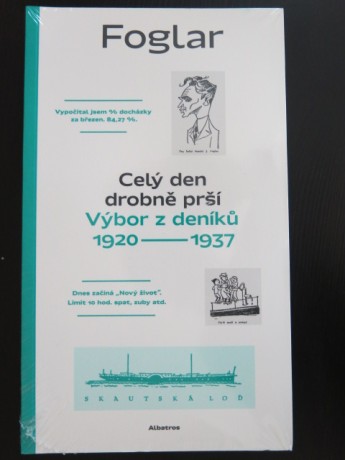 Foglar
Vypočítal jsem % docházky
za březen. 84,27 %.
Celý den
drobně prší
Výbor z deníků
1920 — 1937
Dnes začíná „Nový život“.
Limit 10 hod. spat, zuby atd.
SKAUTSKÁ LOĎ
Albatros